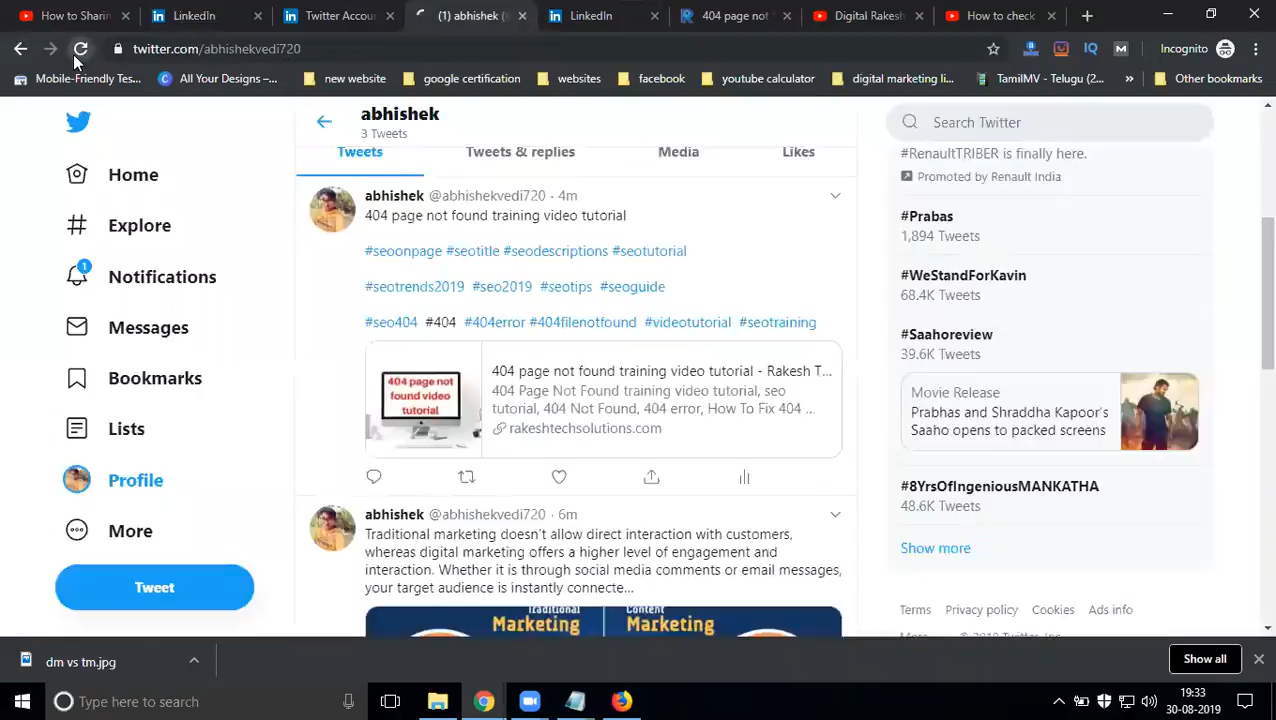 How to Sharin
LinkedIn
Twitter Accou
(1) abhishek (
LinkedIn
404 page not
Digital Rakesh
How to check
twitter.com/abhishekvedi720
IQ
M
Incognito
Mobile-Friendly Tes...
All Your Designs –...
new website
google certification
websites
facebook
youtube calculator
digital marketing li...
TamilMV - Telugu (2...
»
Other bookmarks
Home
Explore
1
Notifications
Messages
Bookmarks
Lists
Profile
More
Tweet
abhishek
3 Tweets
Tweets
Tweets & replies
Media
Likes
abhishek @abhishekvedi720 · 4m
404 page not found training video tutorial
#seoonpage #seotitle #seodescriptions #seotutorial
#seotrends2019 #seo2019 #seotips #seoguide
#seo404 #404 #404error #404filenotfound #videotutorial #seotraining
404 page not
found video
tutorial
404 page not found training video tutorial - Rakesh T...
404 Page Not Found training video tutorial, seo
tutorial, 404 Not Found, 404 error, How To Fix 404 ...
rakeshtechsolutions.com
abhishek @abhishekvedi720 · 6m
Traditional marketing doesn't allow direct interaction with customers,
whereas digital marketing offers a higher level of engagement and
interaction. Whether it is through social media comments or email messages,
your target audience is instantly connecte...
Traditional
Marketing
Content
Marketing
Search Twitter
#RenaultTRIBER is finally here.
Promoted by Renault India
#Prabas
1,894 Tweets
#WeStandForKavin
68.4K Tweets
#Saahoreview
39.6K Tweets
Movie Release
Prabhas and Shraddha Kapoor's
Saaho opens to packed screens
#8YrsOfIngeniousMANKATHA
48.6K Tweets
Show more
Terms
Privacy policy
Cookies
Ads info
dm vs tm.jpg
Show all
Type here to search
19:33
30-08-2019